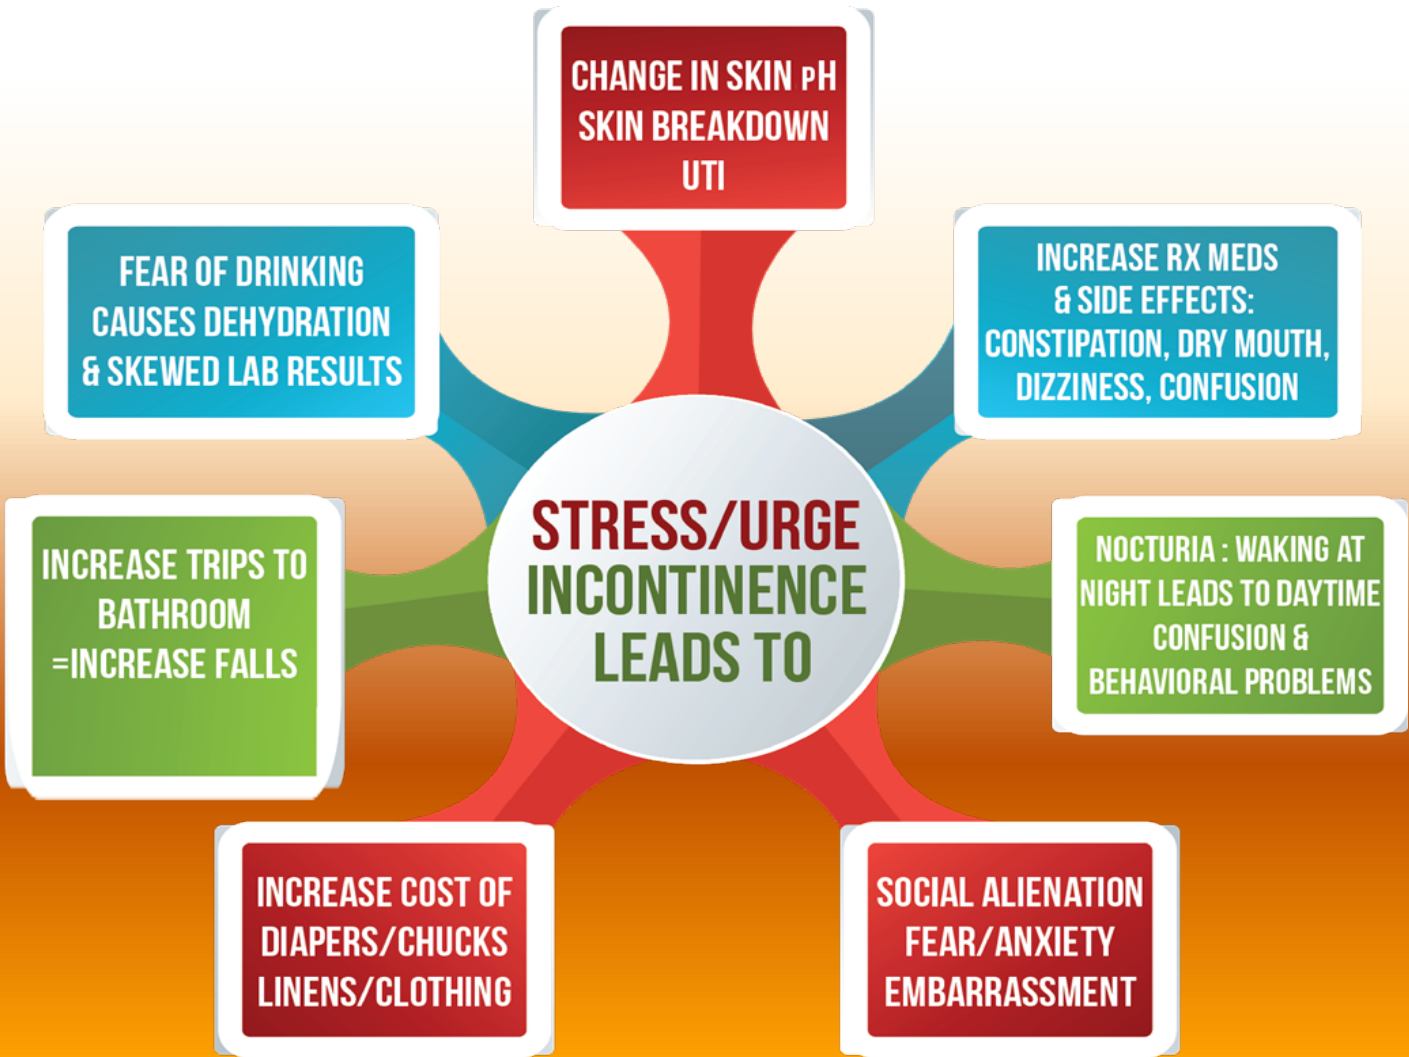 CHANGE IN SKIN pH
SKIN BREAKDOWN
UTI
FEAR OF DRINKING
CAUSES DEHYDRATION
& SKEWED LAB RESULTS
INCREASE RX MEDS
& SIDE EFFECTS:
CONSTIPATION, DRY MOUTH,
DIZZINESS, CONFUSION
STRESS/URGE
INCONTINENCE
LEADS TO
INCREASE TRIPS TO
BATHROOM
=INCREASE FALLS
NOCTURIA : WAKING AT
NIGHT LEADS TO DAYTIME
CONFUSION &
BEHAVIORAL PROBLEMS
INCREASE COST OF
DIAPERS/CHUCKS
LINENS/CLOTHING
SOCIAL ALIENATION
FEAR/ANXIETY
EMBARRASSMENT